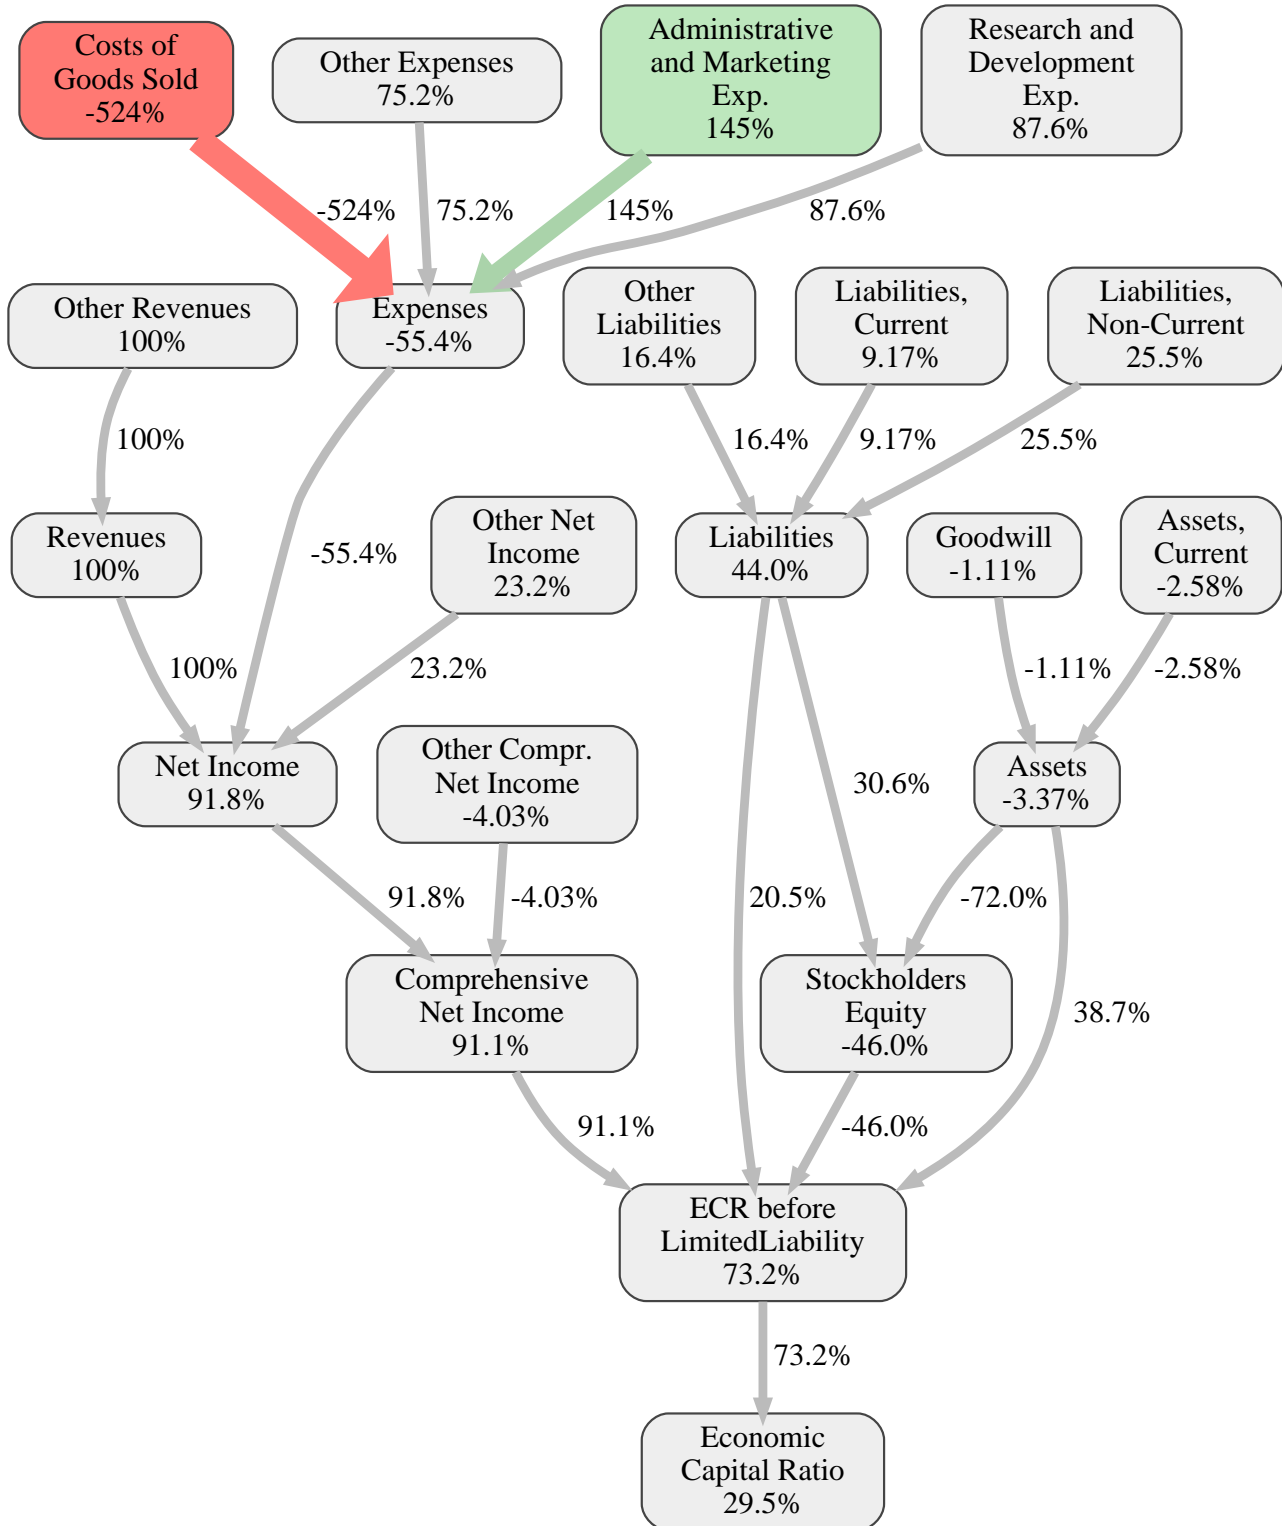 Costs of
Goods Sold
-524%
Other Expenses
75.2%
Administrative
and Marketing
Exp.
145%
Research and
Development
Exp.
87.6%
-524%
75.2%
145%
87.6%
Other Revenues
100%
Expenses
-55.4%
Other
Liabilities
16.4%
Liabilities,
Current
9.17%
Liabilities,
Non-Current
25.5%
100%
16.4%
9.17%
25.5%
Revenues
100%
-55.4%
Other Net
Income
23.2%
Liabilities
44.0%
Goodwill
-1.11%
Assets,
Current
-2.58%
100%
23.2%
-1.11%
-2.58%
Net Income
91.8%
Other Compr.
Net Income
-4.03%
30.6%
Assets
-3.37%
91.8%
-4.03%
20.5%
-72.0%
Comprehensive
Net Income
91.1%
Stockholders
Equity
-46.0%
38.7%
91.1%
-46.0%
ECR before
LimitedLiability
73.2%
73.2%
Economic
Capital Ratio
29.5%